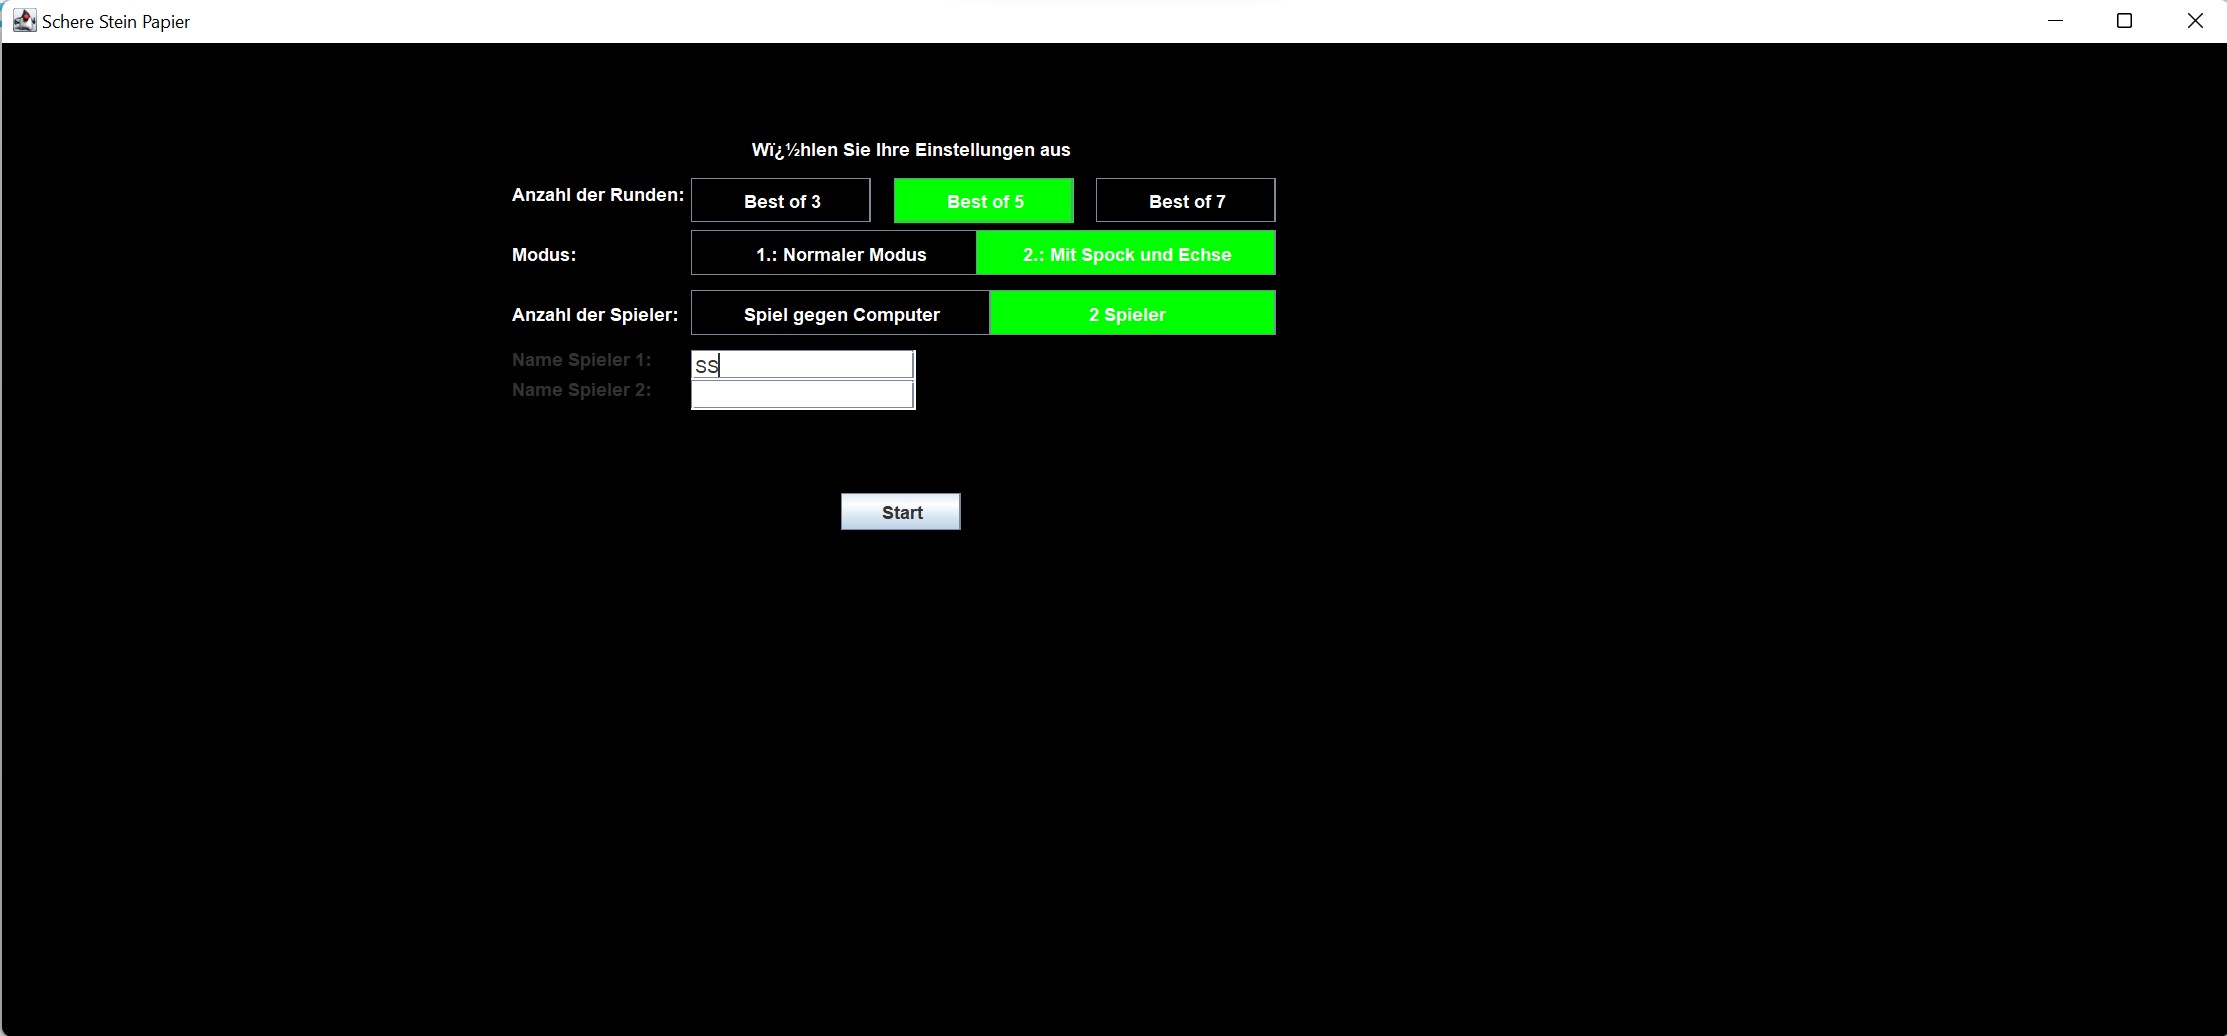 Schere Stein Papier
Wï¿½hlen Sie Ihre Einstellungen aus
Anzahl der Runden: Best of 3 Best of 5 Best of 7
Modus: 1.: Normaler Modus 2.: Mit Spock und Echse
Anzahl der Spieler: Spiel gegen Computer 2 Spieler
Name Spieler 1: ss
Name Spieler 2:
Start